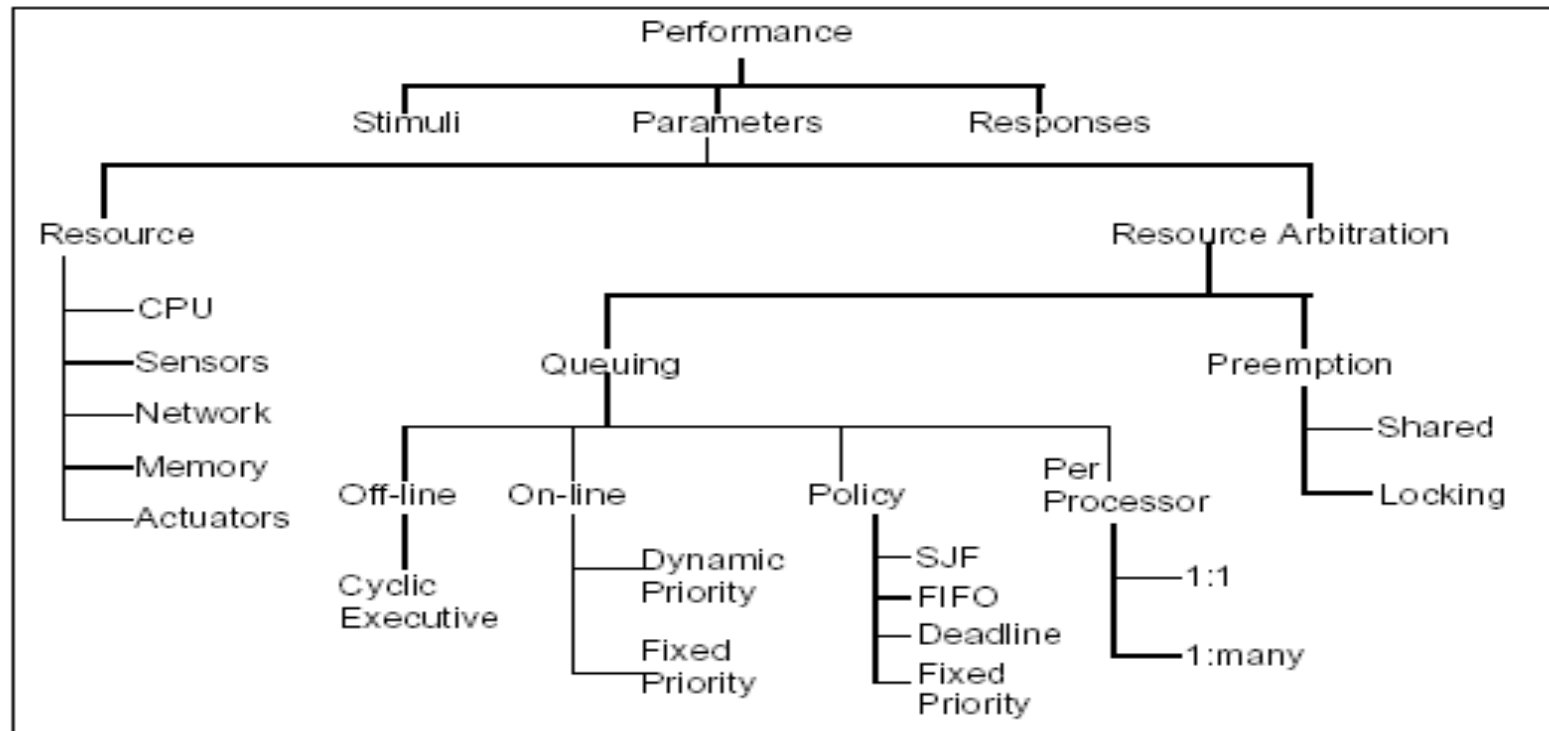 Performance
Stimuli
Parameters
Responses
Resource
Resource Arbitration
CPU
Sensors
Network
Memory
Actuators
Queuing
Preemption
Shared
Locking
Off-line
On-line
Policy
Per
Processor
Cyclic
Executive
Dynamic
Priority
Fixed
Priority
SJF
FIFO
Deadline
Fixed
Priority
1:1
1:many